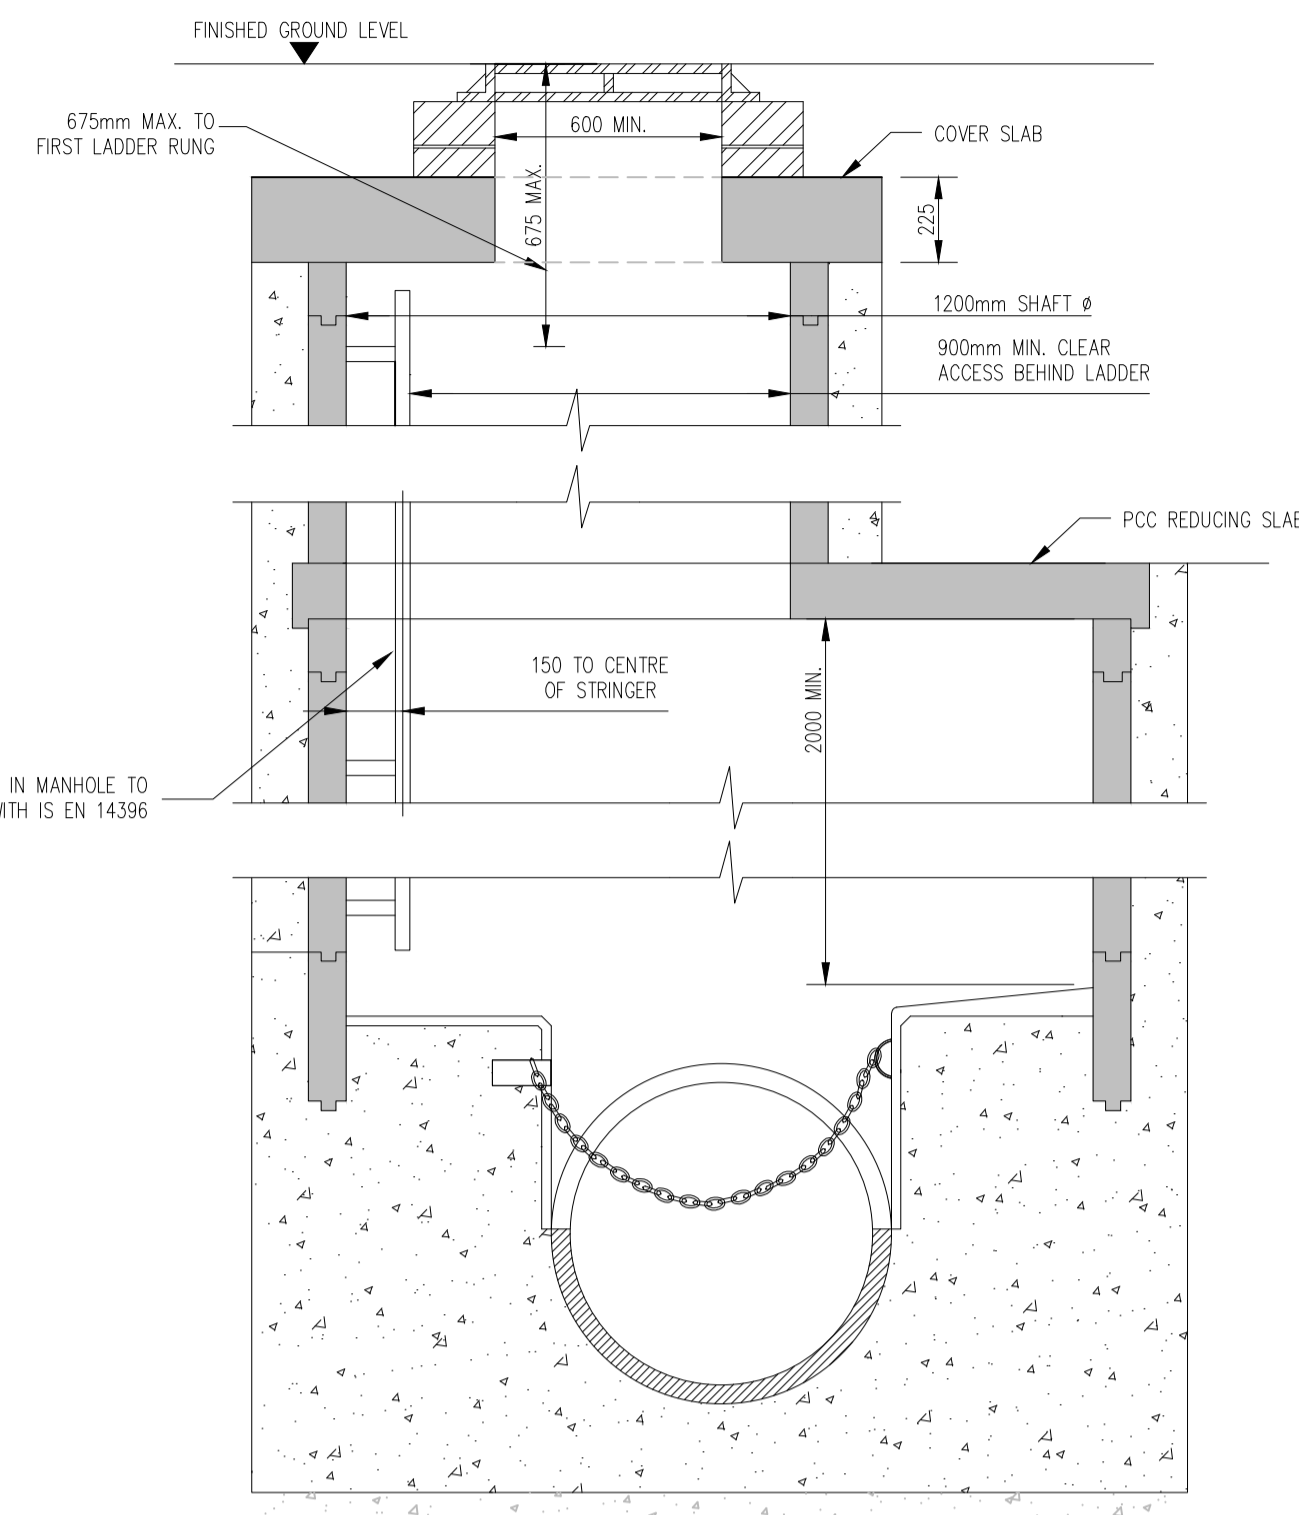 FINISHED GROUND LEVEL
675mm MAX. TO
FIRST LADDER RUNG
600 MIN.
COVER SLAB
675 MAX.
225
1200mm SHAFT ø
900mm MIN. CLEAR
ACCESS BEHIND LADDER
PCC REDUCING SLAB
150 TO CENTRE
OF STRINGER
2000 MIN.
IN MANHOLE TO
WITH IS EN 14396